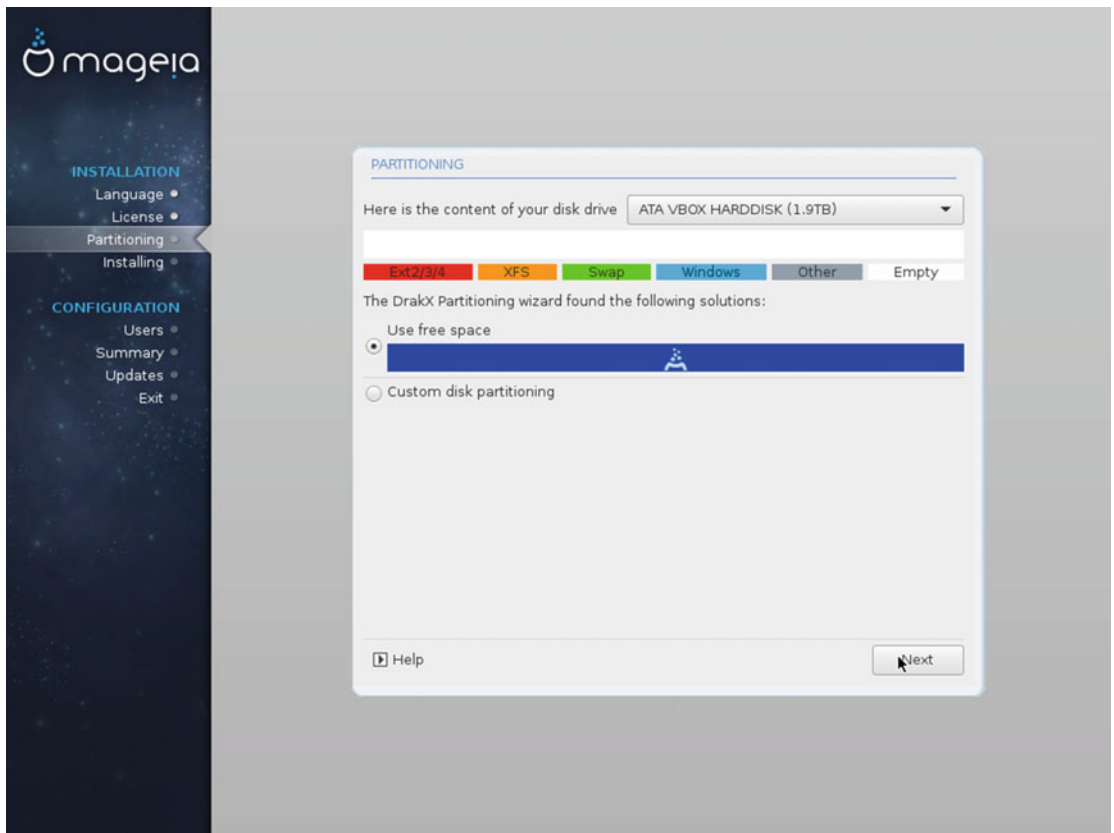 mageia
INSTALLATION
Language
License
Partitioning
Installing
CONFIGURATION
Users
Summary
Updates
Exit
PARTITIONING
Here is the content of your disk drive ATA VBOX HARDDISK (1.9TB)
Ext2/3/4 XFS Swap Windows Other Empty
The DrakX Partitioning wizard found the following solutions:
Use free space
Custom disk partitioning
Help Next